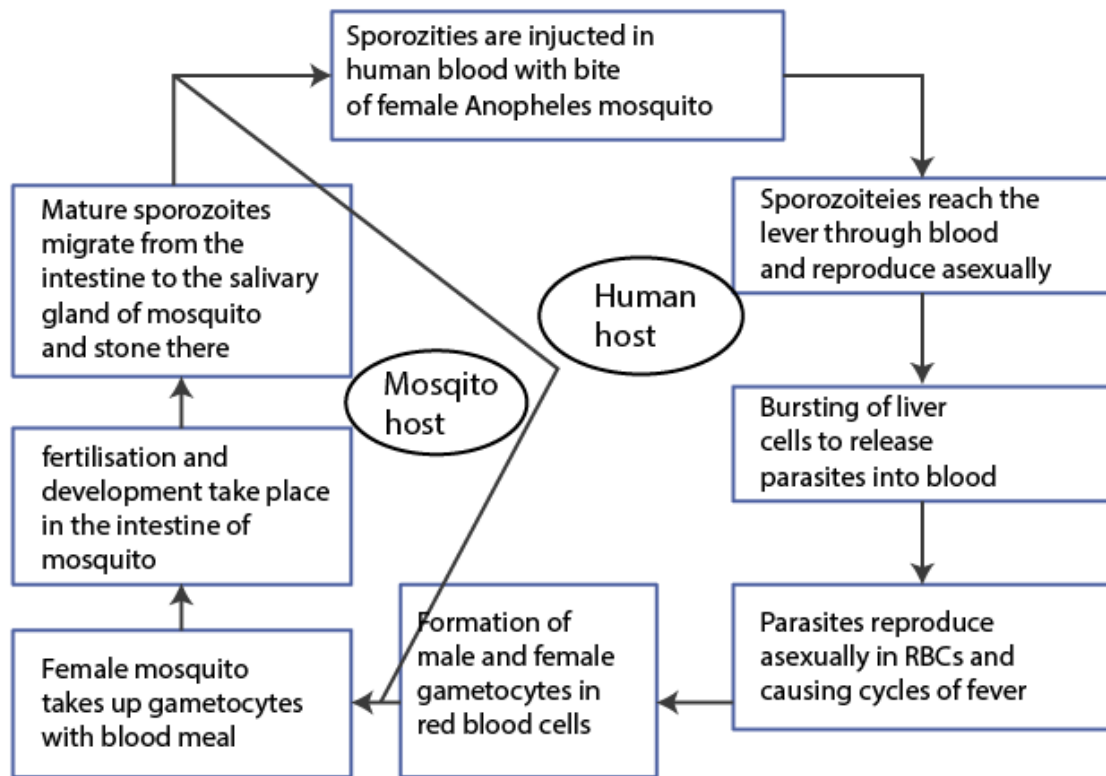 Sporozities are injucted in
human blood with bite
of female Anopheles mosquito
Sporozoiteies reach the
lever through blood
and reproduce asexually
Bursting of liver
cells to release
parasites into blood
Parasites reproduce
asexually in RBCs and
causing cycles of fever
Formation of
male and female
gametocytes in
red blood cells
Female mosquito
takes up gametocytes
with blood meal
fertilisation and
development take place
in the intestine of
mosquito
Mature sporozoites
migrate from the
intestine to the salivary
gland of mosquito
and stone there
Human
host
Mosqito
host